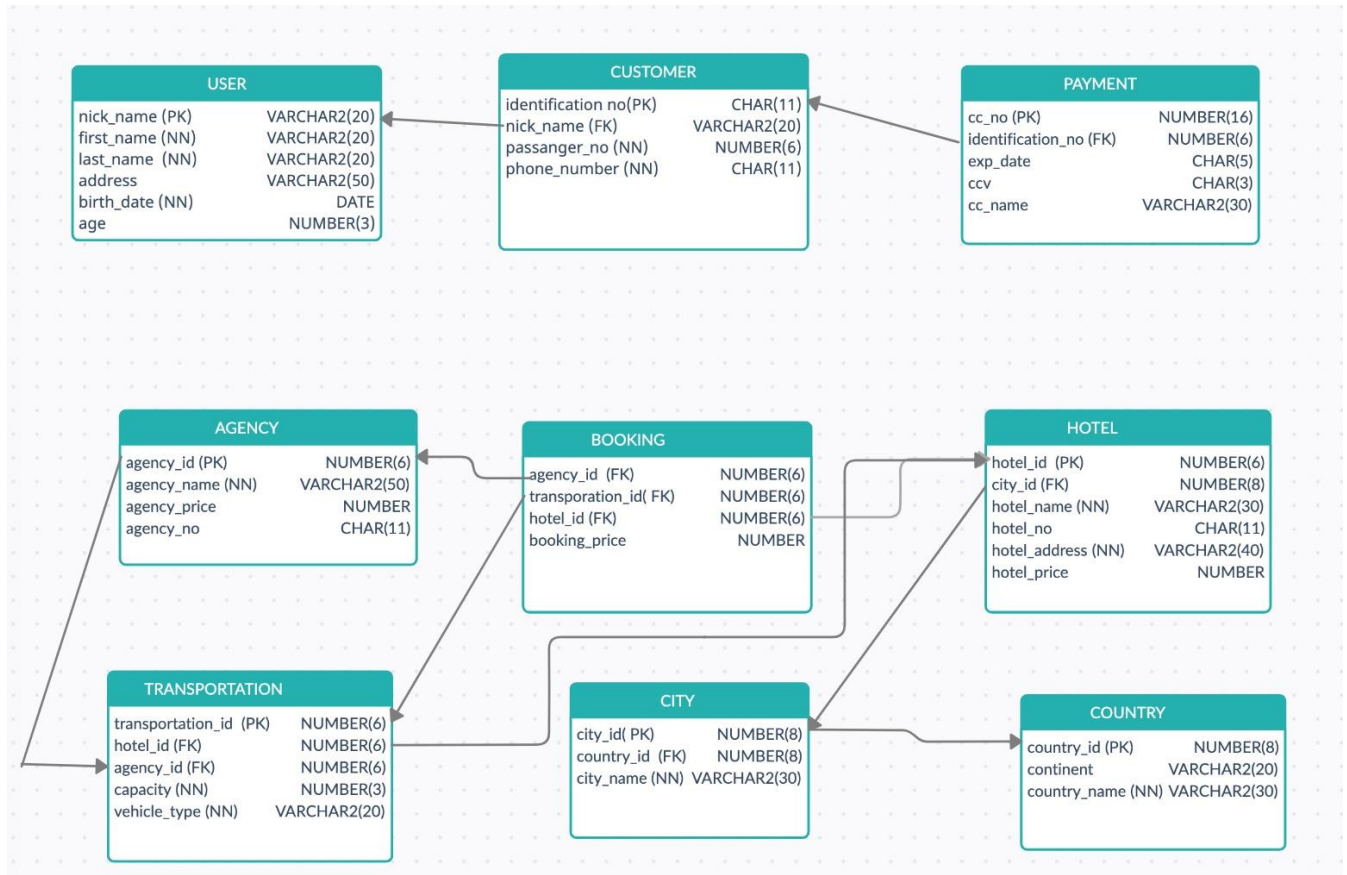 USER
nick_name (PK) VARCHAR2(20)
first_name (NN) VARCHAR2(20)
last_name (NN) VARCHAR2(20)
address VARCHAR2(50)
birth_date (NN) DATE
age NUMBER(3)
CUSTOMER
identification no(PK) CHAR(11)
nick_name (FK) VARCHAR2(20)
passanger_no (NN) NUMBER(6)
phone_number (NN) CHAR(11)
PAYMENT
cc_no (PK) NUMBER(16)
identification_no (FK) NUMBER(6)
exp_date CHAR(5)
ccv CHAR(3)
cc_name VARCHAR2(30)
AGENCY
agency_id (PK) NUMBER(6)
agency_name (NN) VARCHAR2(50)
agency_price NUMBER
agency_no CHAR(11)
BOOKING
agency_id (FK) NUMBER(6)
transporation_id( FK) NUMBER(6)
hotel_id (FK) NUMBER(6)
booking_price NUMBER
HOTEL
hotel_id (PK) NUMBER(6)
city_id (FK) NUMBER(8)
hotel_name (NN) VARCHAR2(30)
hotel_no CHAR(11)
hotel_address (NN) VARCHAR2(40)
hotel_price NUMBER
TRANSPORTATION
transportation_id (PK) NUMBER(6)
hotel_id (FK) NUMBER(6)
agency_id (FK) NUMBER(6)
capacity (NN) NUMBER(3)
vehicle_type (NN) VARCHAR2(20)
CITY
city_id( PK) NUMBER(8)
country_id (FK) NUMBER(8)
city_name (NN) VARCHAR2(30)
COUNTRY
country_id (PK) NUMBER(8)
continent VARCHAR2(20)
country_name (NN) VARCHAR2(30)